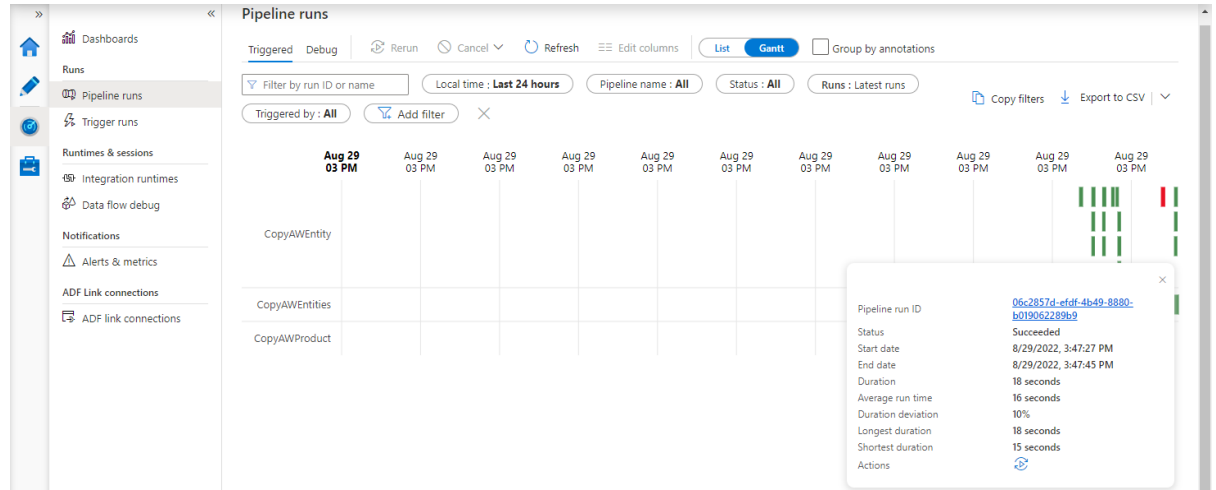 »
«
Dashboards
Runs
Pipeline runs
Trigger runs
Runtimes & sessions
Integration runtimes
Data flow debug
Notifications
Alerts & metrics
ADF Link connections
ADF link connections
Pipeline runs
Triggered Debug Rerun Cancel Refresh Edit columns List Gantt Group by annotations
Filter by run ID or name Local time : Last 24 hours Pipeline name : All Status : All Runs : Latest runs
Triggered by : All Add filter
Copy filters Export to CSV
Aug 29 Aug 29 Aug 29 Aug 29 Aug 29 Aug 29 Aug 29 Aug 29 Aug 29 Aug 29 Aug 29
03 PM 03 PM 03 PM 03 PM 03 PM 03 PM 03 PM 03 PM 03 PM 03 PM 03 PM
CopyAWEntity
CopyAWEntities
CopyAWProduct
Pipeline run ID 06c2857d-efdf-4b49-8880-
b019062289b9
Status Succeeded
Start date 8/29/2022, 3:47:27 PM
End date 8/29/2022, 3:47:45 PM
Duration 18 seconds
Average run time 16 seconds
Duration deviation 10%
Longest duration 18 seconds
Shortest duration 15 seconds
Actions